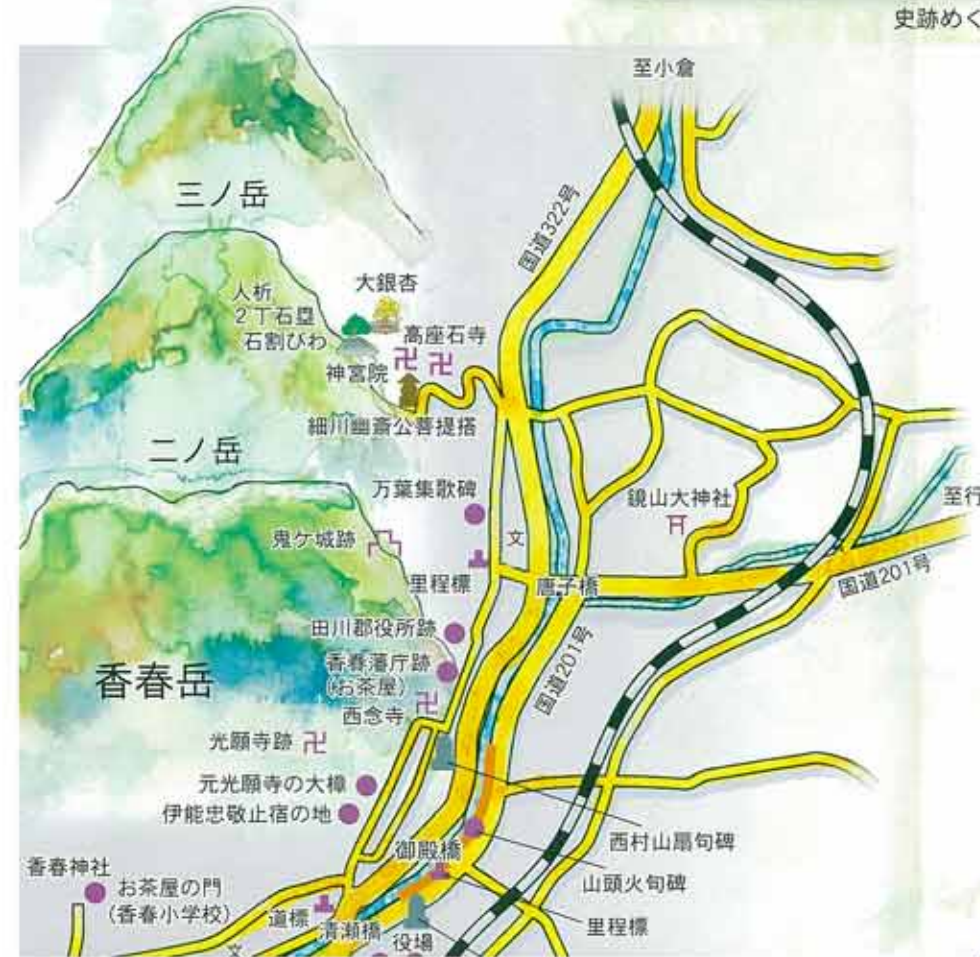 史跡めぐ
至小倉
三ノ岳
国道322号
大銀杏
人桝
2丁石塁
石割びわ
高座石寺
神宮院
細川幽斎公菩提搭
二ノ岳
万葉集歌碑
鏡山大神社
至行
鬼ケ城跡
文
里程標
唐子橋
国道201号
田川郡役所跡
香春藩庁跡
(お茶屋)
国道201号
香春岳
西念寺
光願寺跡
元光願寺の大樟
伊能忠敬止宿の地
西村山扇句碑
御殿橋
香春神社
山頭火句碑
お茶屋の門
(香春小学校)
道標
里程標
清瀬橋
役場
文